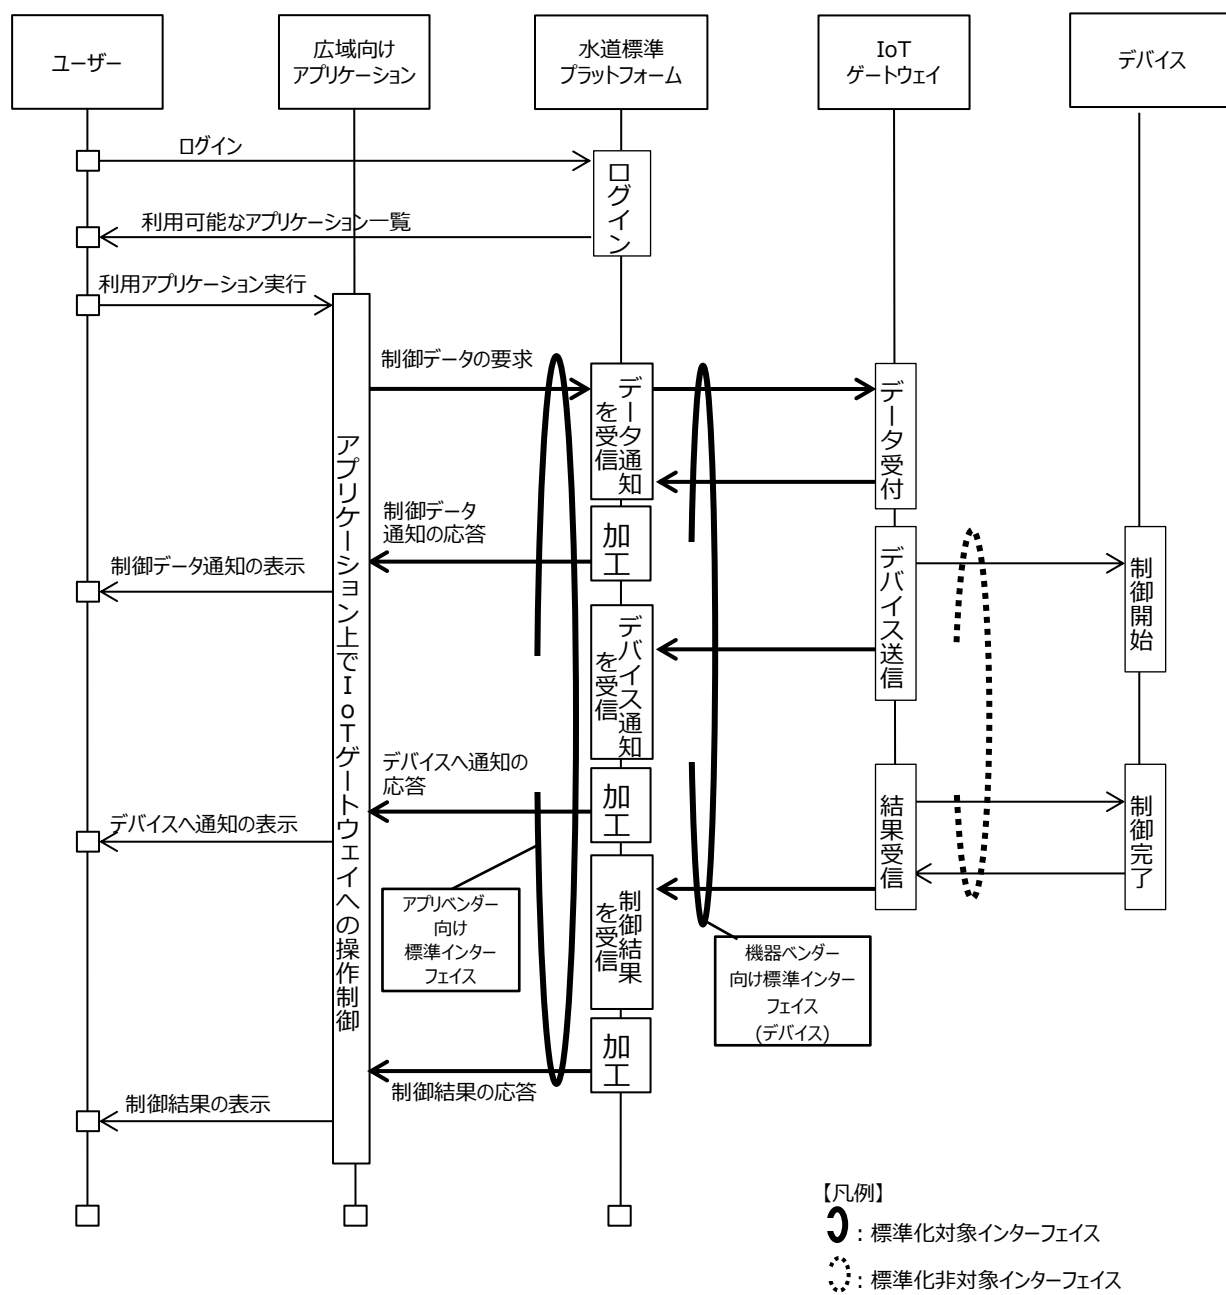 ユーザー
広域向け
アプリケーション
水道標準
プラットフォーム
IoT
ゲートウェイ
デバイス
ログイン
ログイン
利用可能なアプリケーション一覧
利用アプリケーション実行
アプリケーション上でIoTゲートウェイへの操作制御
制御データの要求
データ通知
を受信
データ受付
制御データ
通知の応答
加工
制御データ通知の表示
デバイス送信
制御開始
デバイス通知
を受信
デバイスへ通知の
応答
加工
デバイスへ通知の表示
結果受信
制御完了
アプリベンダー
向け
標準インター
フェイス
制御結果
を受信
機器ベンダー
向け標準インター
フェイス
(デバイス)
加工
制御結果の応答
制御結果の表示
【凡例】
：標準化対象インターフェイス
：標準化非対象インターフェイス